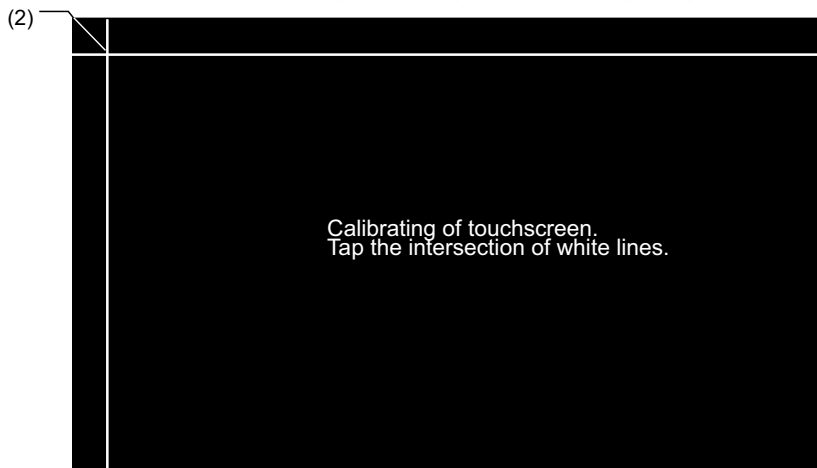 (2)
Calibrating of touchscreen.
Tap the intersection of white lines.